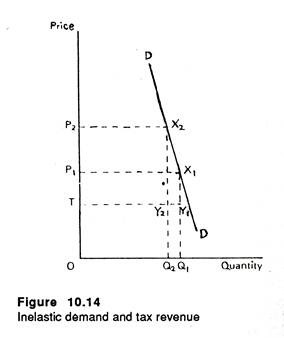 Price
D
P₂ X₂
P₁ X₁
T
Y₂ Y₁
D
O Q₂ Q₁ Quantity
Figure 10.14
Inelastic demand and tax revenue